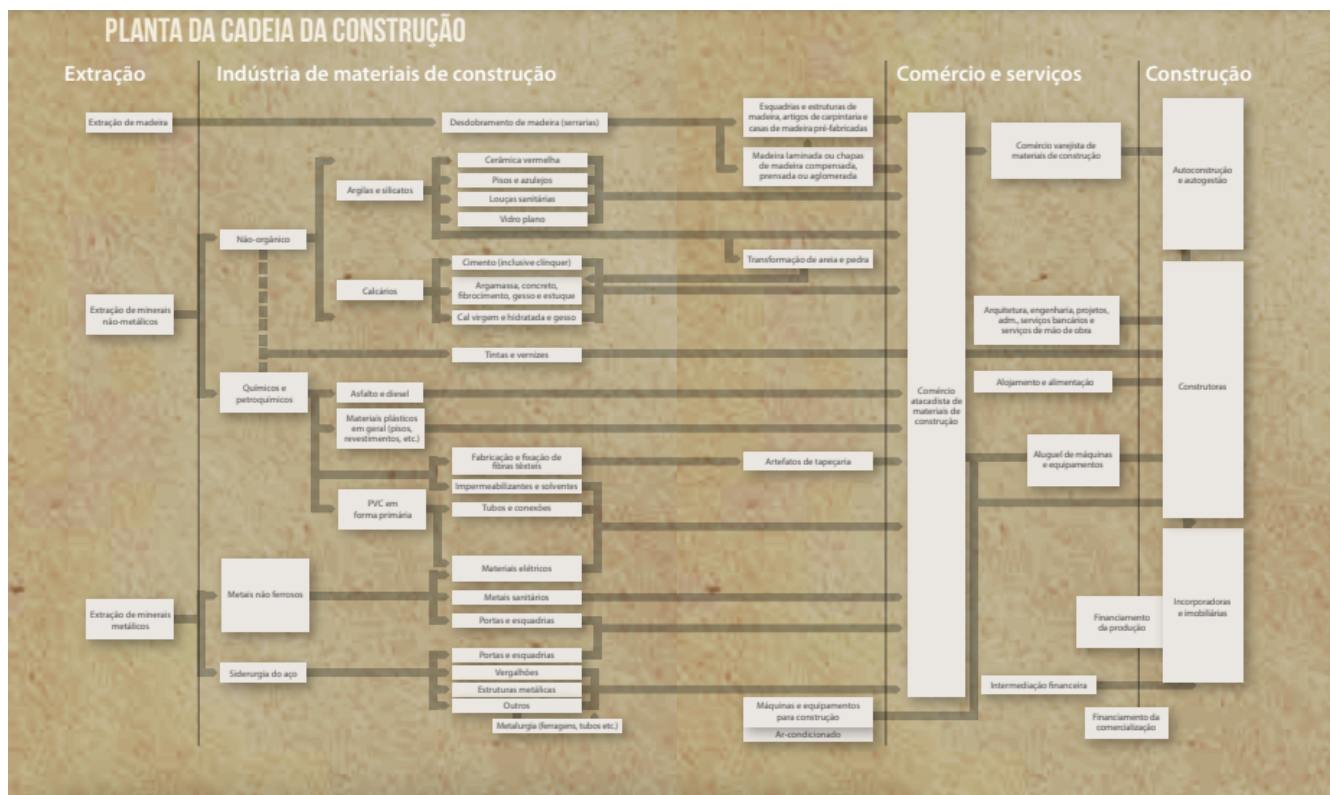 PLANTA DA CADEIA DA CONSTRUÇÃO
Extração
Indústria de materiais de construção
Comércio e serviços
Construção
Extração de madeira
Desdobramento de madeira (serrarias)
Esquadrias e estruturas de
madeira, artigos de carpintaria e
casas de madeira pré-fabricadas
Madeira laminada ou chapas
de madeira compensada,
prensada ou aglomerada
Comércio varejista de
materiais de construção
Autoconstrução
e autogestão
Argilas e silicatos
Cerâmica vermelha
Pisos e azulejos
Louças sanitárias
Vidro plano
Não-orgânico
Transformação de areia e pedra
Calcários
Cimento (inclusive clínquer)
Argamassa, concreto,
fibrocimento, gesso e estuque
Cal virgem e hidratada e gesso
Extração de minerais
não-metálicos
Arquitetura, engenharia, projetos,
adm., serviços bancários e
serviços de mão de obra
Tintas e vernizes
Químicos e
petroquímicos
Asfalto e diesel
Materiais plásticos
em geral (pisos,
revestimentos, etc.)
Comércio
atacadista de
materiais de
construção
Alojamento e alimentação
Construtoras
Fabricação e fixação de
fibras têxteis
Artefatos de tapeçaria
Aluguel de máquinas
e equipamentos
Impermeabilizantes e solventes
PVC em
forma primária
Tubos e conexões
Materiais elétricos
Metais não ferrosos
Metais sanitários
Portas e esquadrias
Extração de minerais
metálicos
Financiamento
da produção
Incorporadoras
e imobiliárias
Siderurgia do aço
Portas e esquadrias
Vergalhões
Estruturas metálicas
Outros
Metalurgia (ferragens, tubos etc.)
Máquinas e equipamentos
para construção
Ar-condicionado
Intermediação financeira
Financiamento da
comercialização